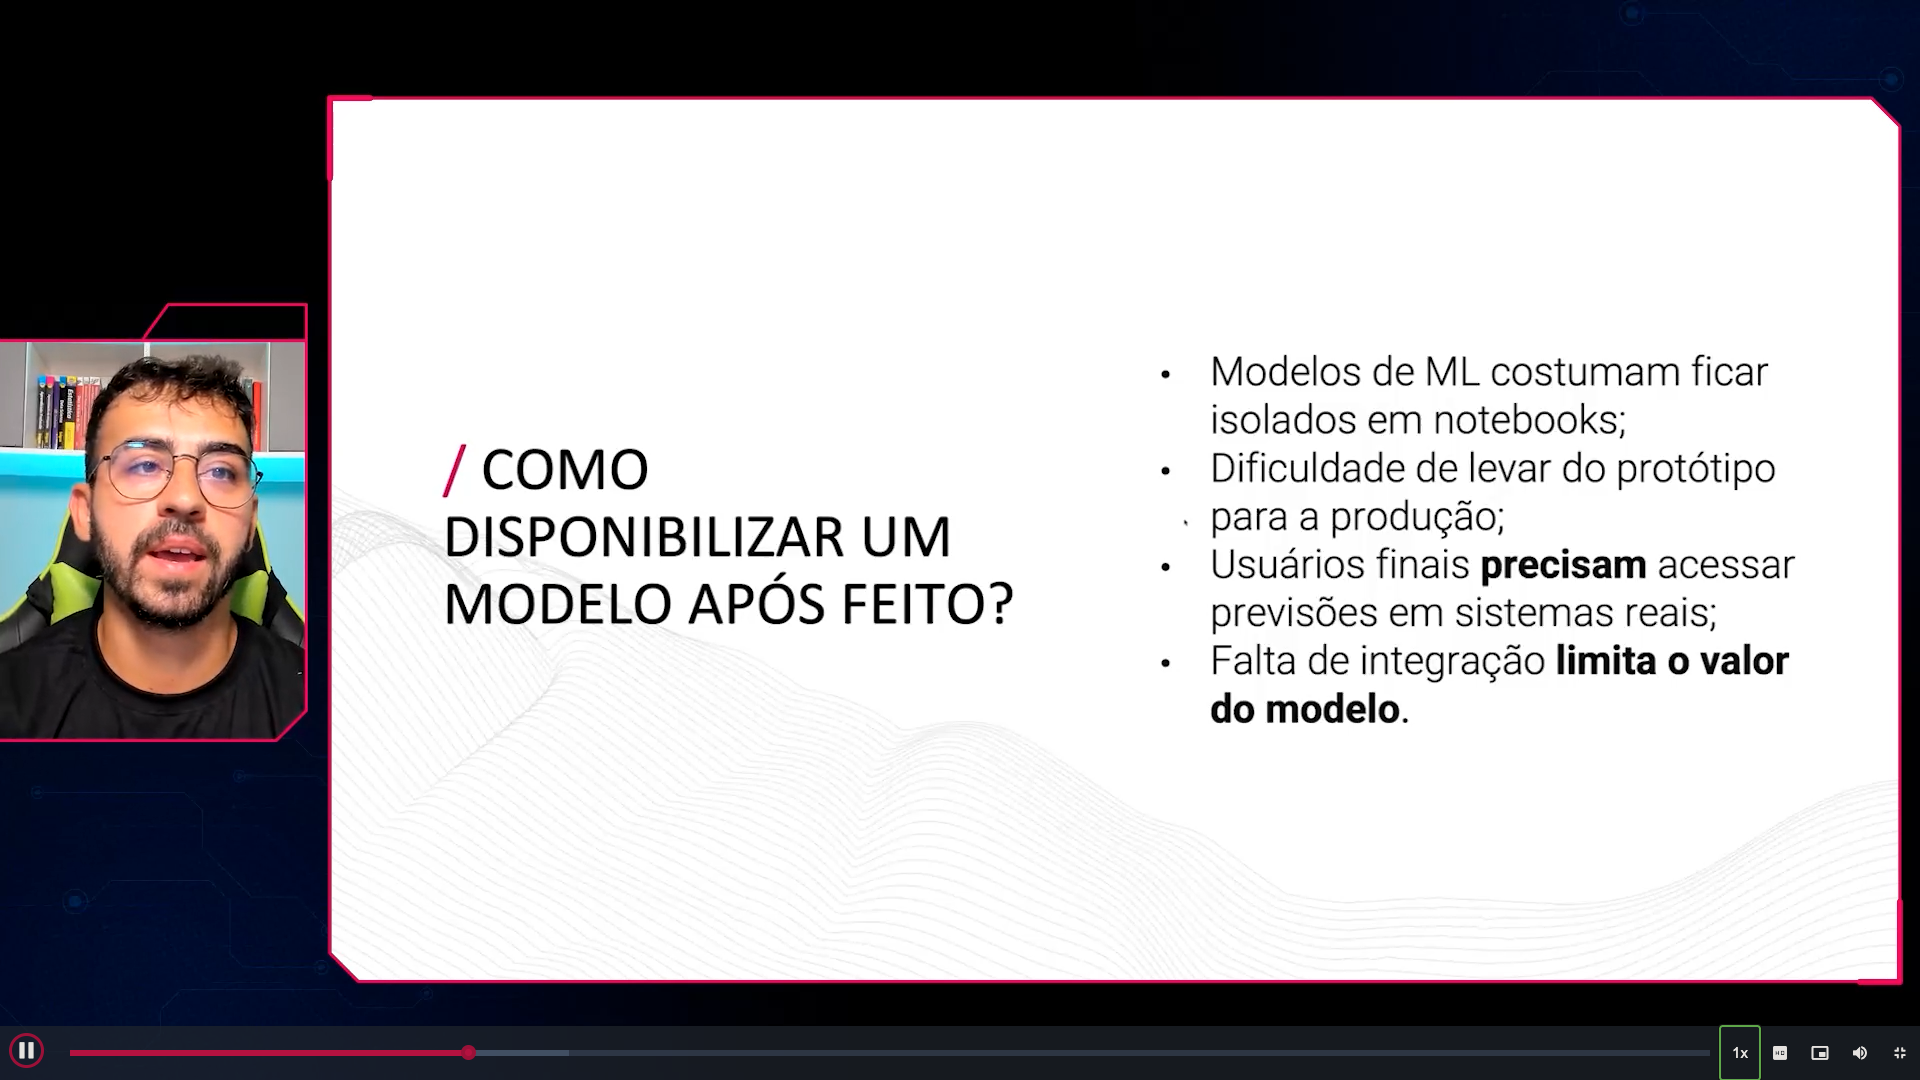 / COMO
DISPONIBILIZAR UM
MODELO APÓS FEITO?
• Modelos de ML costumam ficar
isolados em notebooks;
• Dificuldade de levar do protótipo
para a produção;
• Usuários finais precisam acessar
previsões em sistemas reais;
• Falta de integração limita o valor
do modelo.
1x